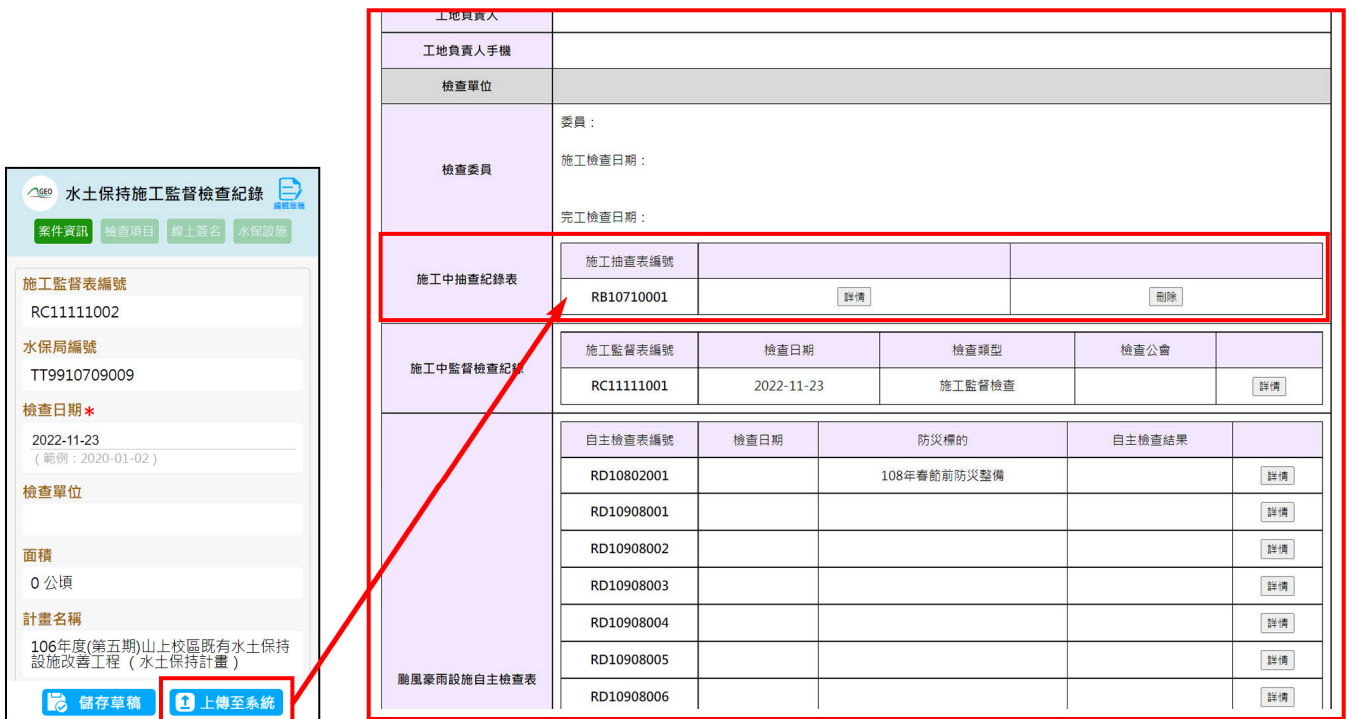 GEO 水土保持施工監督檢查紀錄 編輯草稿
案件資訊 檢查項目 線上簽名 水保設施
施工監督表編號
RC11111002
水保局編號
TT9910709009
檢查日期*
2022-11-23
(範例:2020-01-02)
檢查單位
面積
0 公頃
計畫名稱
106年度(第五期)山上校區既有水土保持
設施改善工程 (水土保持計畫)
儲存草稿 上傳至系統
工地負責人
工地負責人手機
檢查單位
檢查委員
委員:
施工檢查日期:
完工檢查日期:
施工中抽查紀錄表
施工抽查表編號
RB10710001 詳情 刪除
施工中監督檢查紀錄
施工監督表編號 檢查日期 檢查類型 檢查公會
RC11111001 2022-11-23 施工監督檢查 詳情
颱風豪雨設施自主檢查表
自主檢查表編號 檢查日期 防災標的 自主檢查結果
RD10802001 108年春節前防災整備 詳情
RD10908001 詳情
RD10908002 詳情
RD10908003 詳情
RD10908004 詳情
RD10908005 詳情
RD10908006 詳情